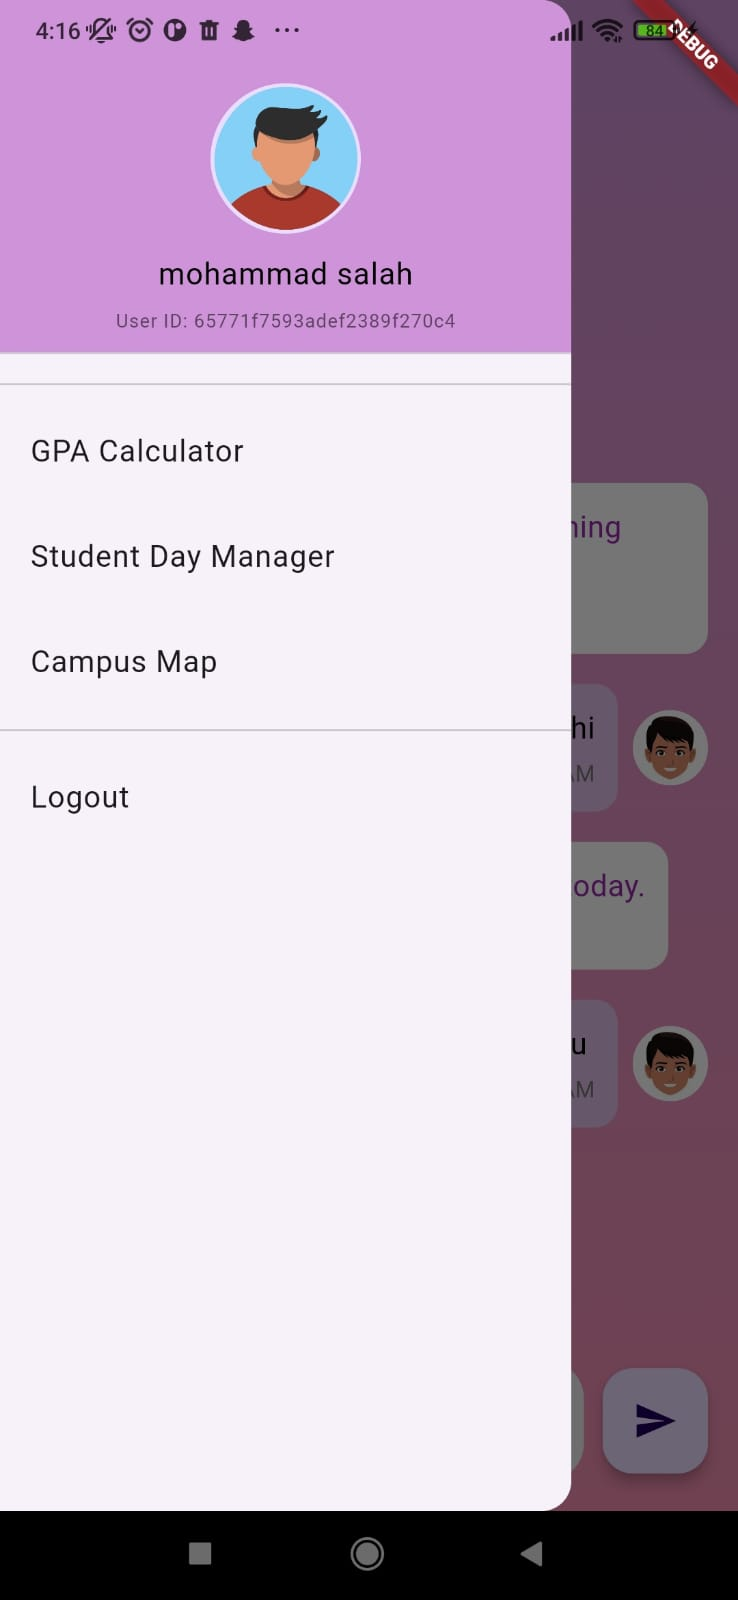 4:16
84
DEBUG
mohammad salah
User ID: 65771f7593adef2389f270c4
GPA Calculator
Student Day Manager
Campus Map
Logout
hi
oday.
u
AM